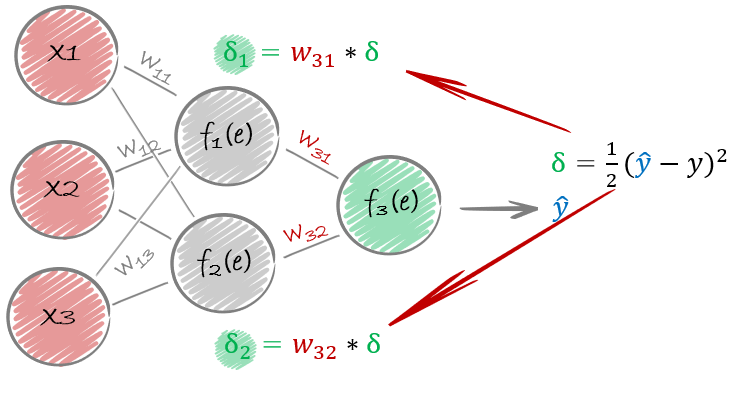 x1
w11
δ1 = w31 * δ
f1(e)
w31
w12
x2
δ = 1/2 (ŷ − y)²
f3(e)
ŷ
w32
w13
f2(e)
x3
δ2 = w32 * δ